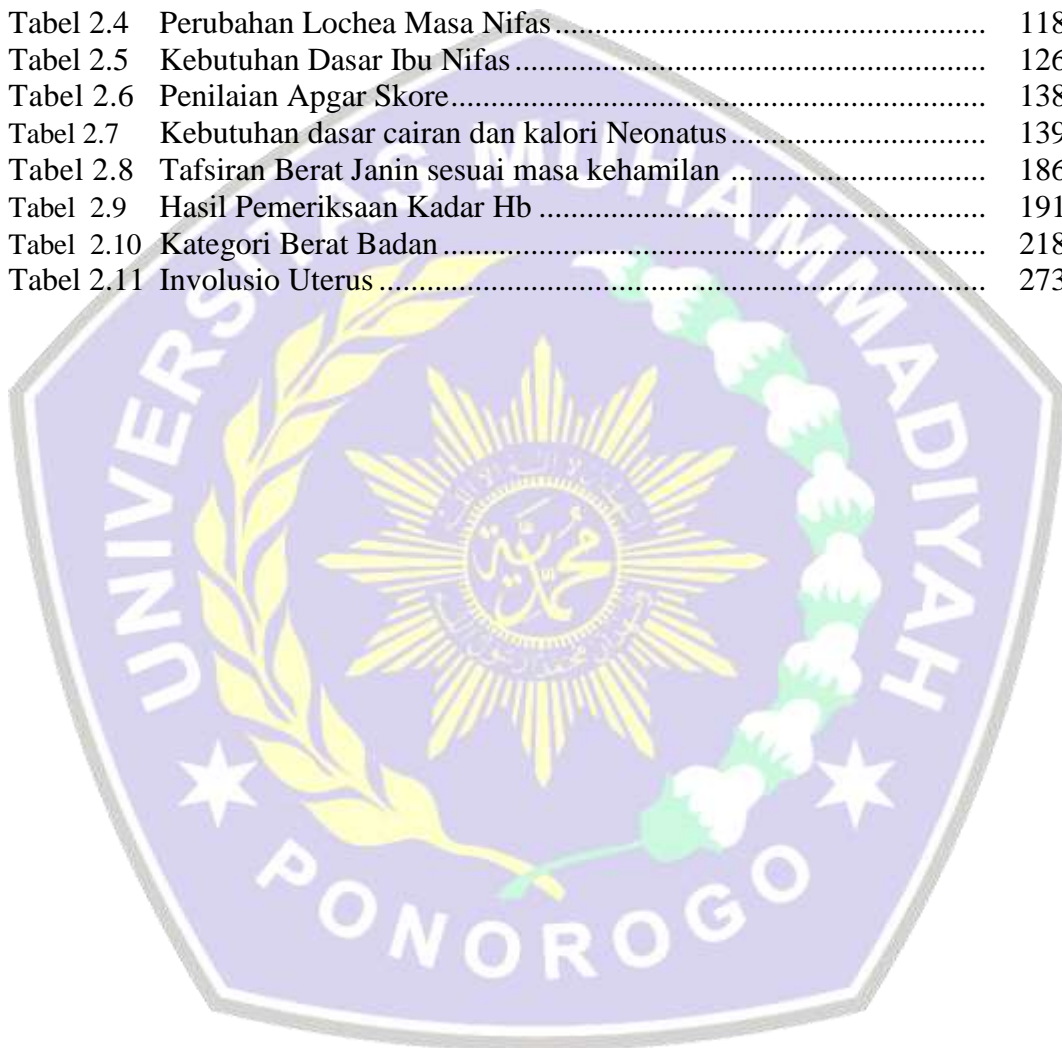 Tabel 2.4 Perubahan Lochea Masa Nifas ........................ 118
Tabel 2.5 Kebutuhan Dasar Ibu Nifas ........................ 126
Tabel 2.6 Penilaian Apgar Skore ........................ 138
Tabel 2.7 Kebutuhan dasar cairan dan kalori Neonatus ........................ 139
Tabel 2.8 Tafsiran Berat Janin sesuai masa kehamilan ........................ 186
Tabel 2.9 Hasil Pemeriksaan Kadar Hb ........................ 191
Tabel 2.10 Kategori Berat Badan ........................ 218
Tabel 2.11 Involusio Uterus ........................ 273
UNIVERSITAS MUHAMMADIYAH
محمدية
PONOROGO